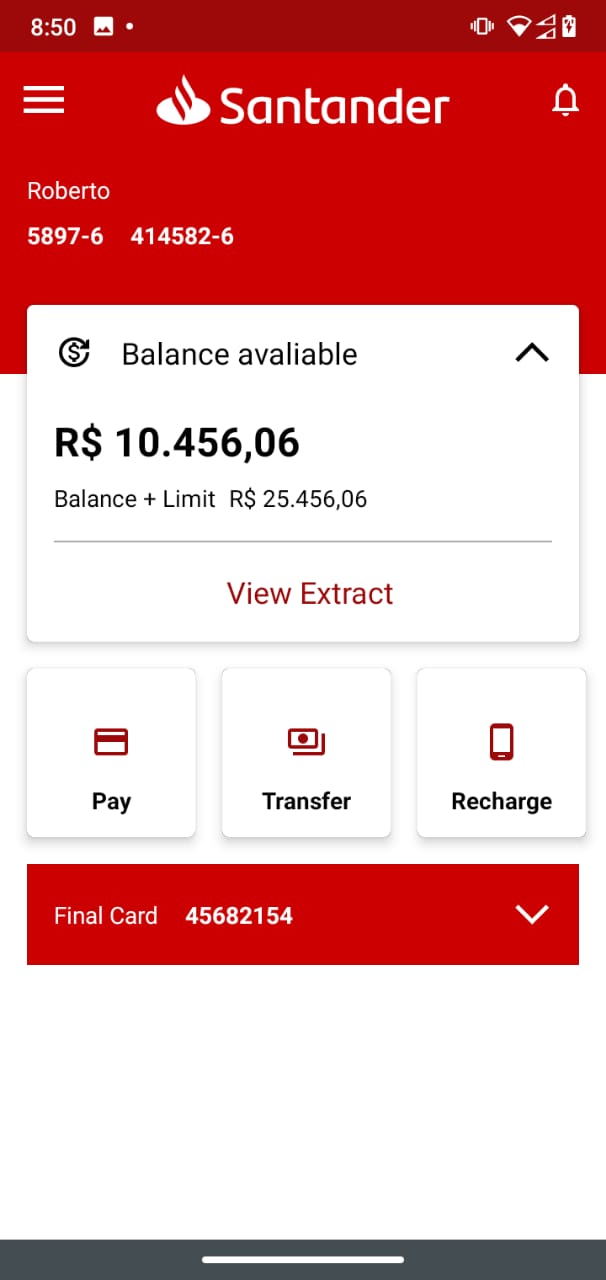 8:50
Santander
Roberto
5897-6 414582-6
Balance avaliable
R$ 10.456,06
Balance + Limit R$ 25.456,06
View Extract
Pay Transfer Recharge
Final Card 45682154